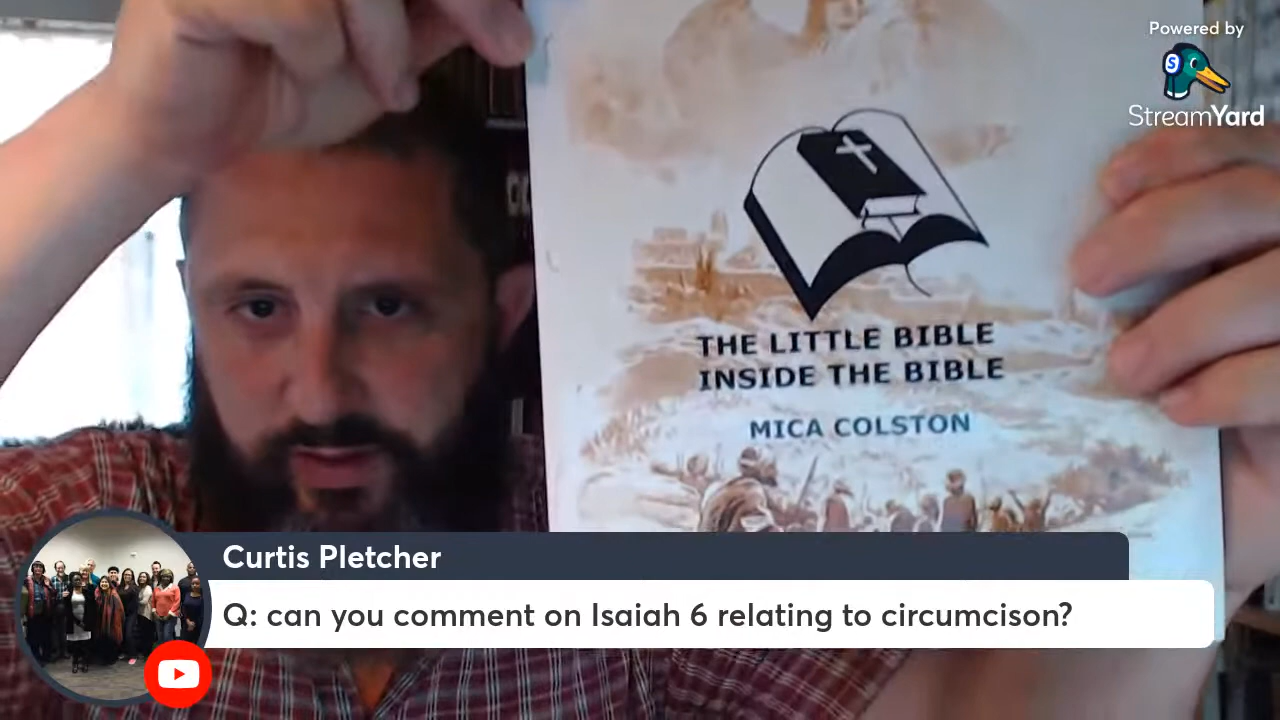 Powered by
StreamYard
THE LITTLE BIBLE
INSIDE THE BIBLE
MICA COLSTON
Curtis Pletcher
Q: can you comment on Isaiah 6 relating to circumcison?